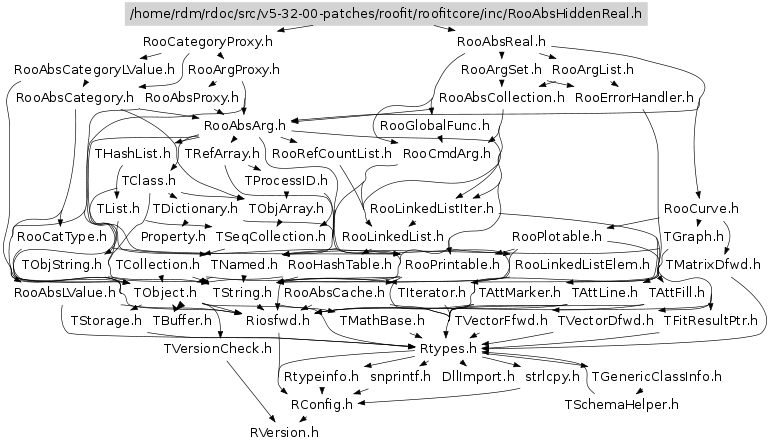 /home/rdm/rdoc/src/v5-32-00-patches/roofit/roofitcore/inc/RooAbsHiddenReal.h
RooCategoryProxy.h RooAbsReal.h
RooAbsCategoryLValue.h RooArgProxy.h RooArgSet.h RooArgList.h
RooAbsCategory.h RooAbsProxy.h RooAbsCollection.h RooErrorHandler.h
RooAbsArg.h RooGlobalFunc.h
THashList.h TRefArray.h RooRefCountList.h RooCmdArg.h
TClass.h TProcessID.h
TList.h TDictionary.h TObjArray.h RooLinkedListIter.h RooCurve.h
RooCatType.h Property.h TSeqCollection.h RooLinkedList.h RooPlotable.h TGraph.h
TObjString.h TCollection.h TNamed.h RooHashTable.h RooPrintable.h RooLinkedListElem.h TMatrixDfwd.h
RooAbsLValue.h TObject.h TString.h RooAbsCache.h TIterator.h TAttMarker.h TAttLine.h TAttFill.h
TStorage.h TBuffer.h Riosfwd.h TMathBase.h TVectorFfwd.h TVectorDfwd.h TFitResultPtr.h
TVersionCheck.h Rtypes.h
Rtypeinfo.h snprintf.h DllImport.h strlcpy.h TGenericClassInfo.h
RConfig.h TSchemaHelper.h
RVersion.h